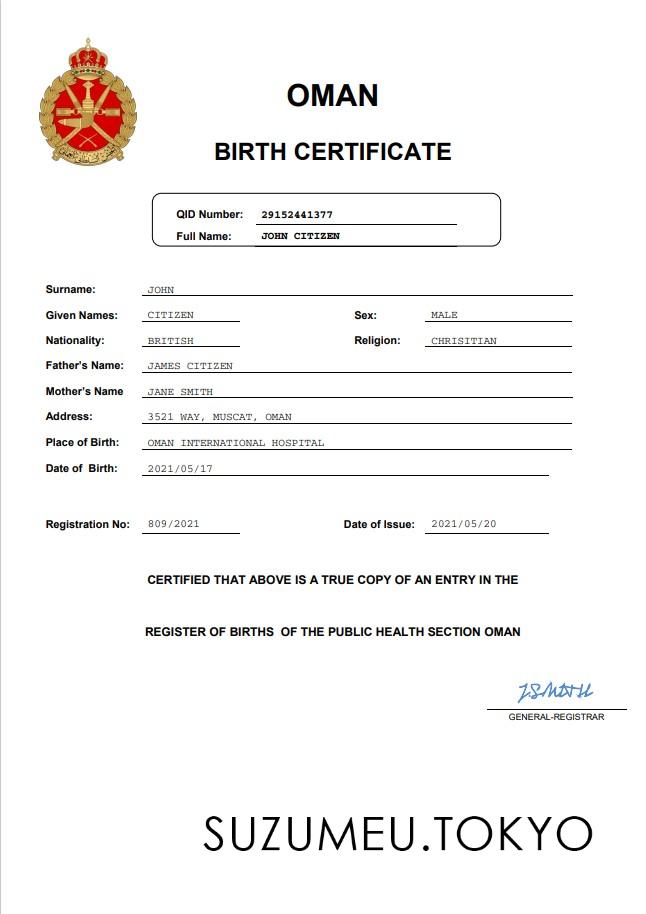 OMAN
BIRTH CERTIFICATE
QID Number: 29152441377
Full Name: JOHN CITIZEN
Surname: JOHN
Given Names: CITIZEN Sex: MALE
Nationality: BRITISH Religion: CHRISITIAN
Father's Name: JAMES CITIZEN
Mother's Name JANE SMITH
Address: 3521 WAY, MUSCAT, OMAN
Place of Birth: OMAN INTERNATIONAL HOSPITAL
Date of Birth: 2021/05/17
Registration No: 809/2021 Date of Issue: 2021/05/20
CERTIFIED THAT ABOVE IS A TRUE COPY OF AN ENTRY IN THE
REGISTER OF BIRTHS OF THE PUBLIC HEALTH SECTION OMAN
J.SMITH
GENERAL-REGISTRAR
SUZUMEU.TOKYO